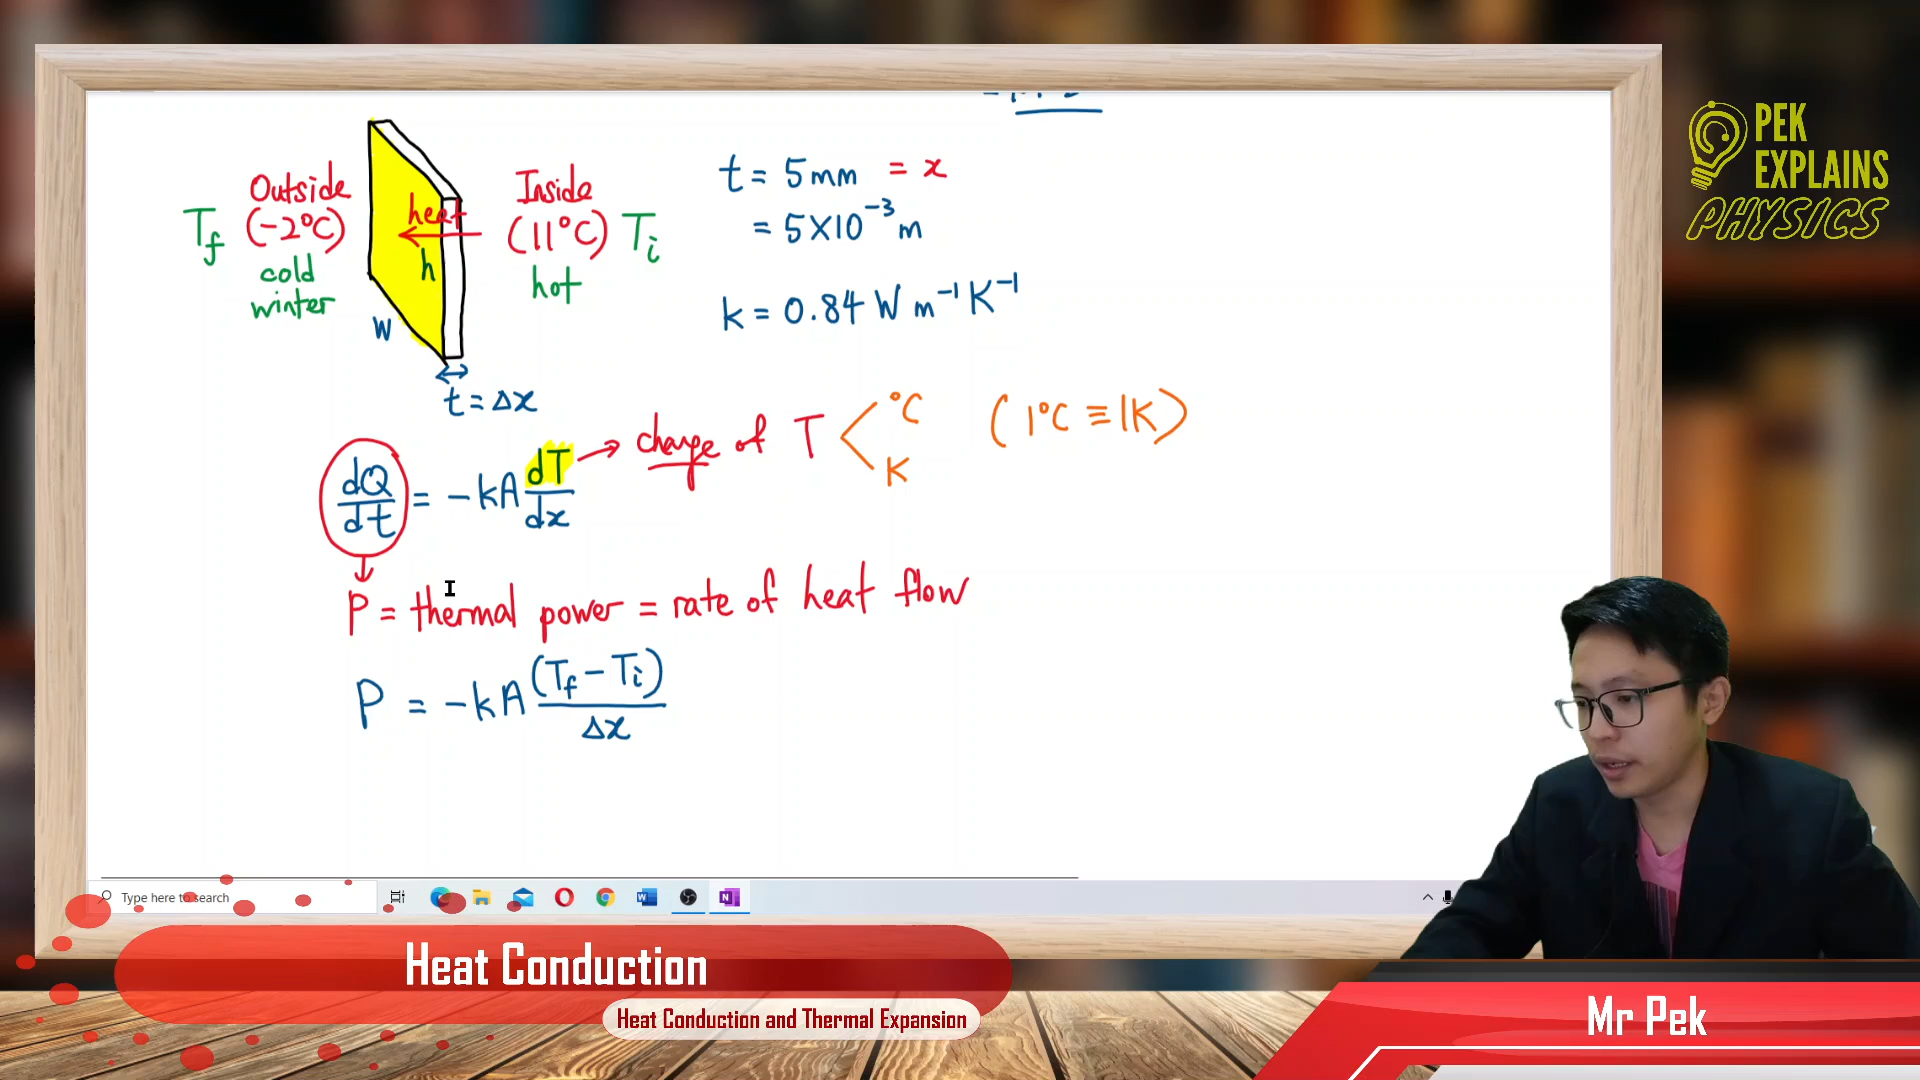 PEK
EXPLAINS
PHYSICS
Outside
Tf (-2°C)
cold
winter
heat
h
w
Inside
(11°C) Ti
hot
t = Δx
t = 5mm = x
= 5×10⁻³ m
k = 0.84 W m⁻¹ K⁻¹
dQ/dt = -kA dT/dx → change of T < °C K (1°C ≡ 1K)
P = thermal power = rate of heat flow
P = -kA (Tf - Ti)/Δx
Type here to search
Heat Conduction
Heat Conduction and Thermal Expansion
Mr Pek